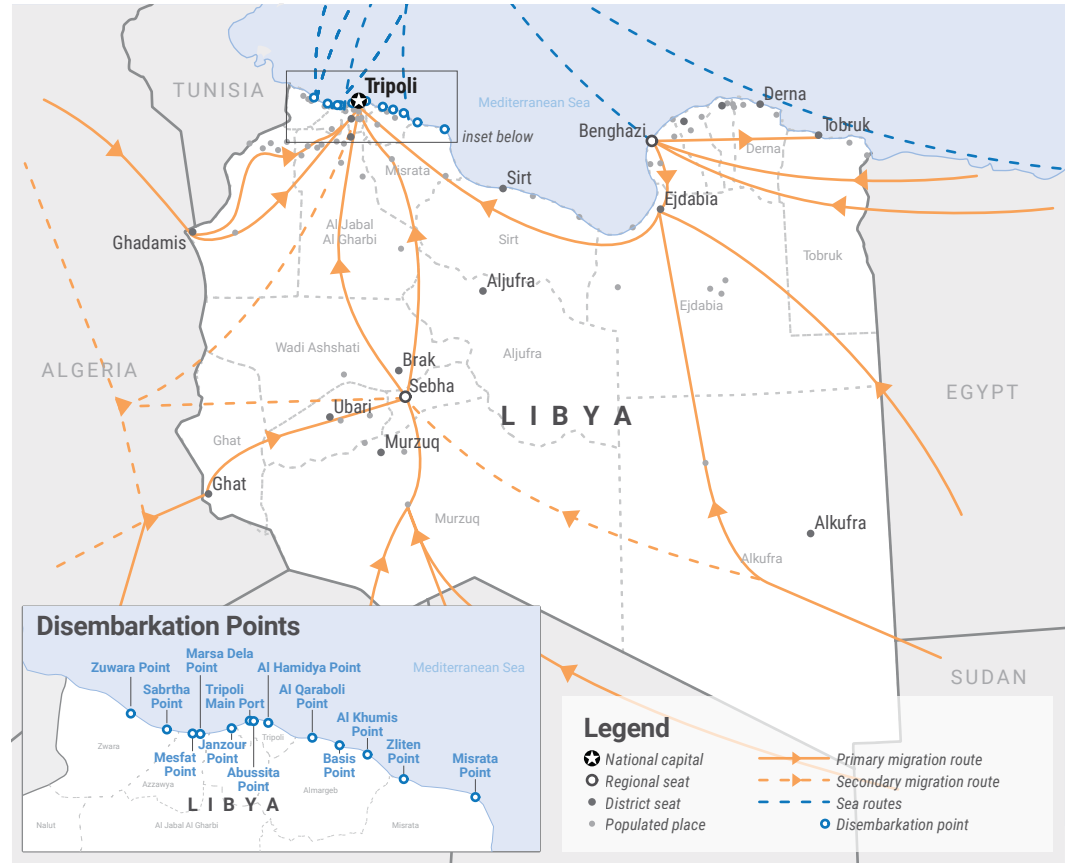 TUNISIA
Tripoli
Mediterranean Sea
inset below
Derna
Benghazi
Tobruk
Derna
Misrata
Sirt
Ejdabia
Ghadamis
Al Jabal
Al Gharbi
Sirt
Tobruk
Aljufra
Ejdabia
ALGERIA
Wadi Ashshati
Brak
Aljufra
Sebha
EGYPT
Ubari
LIBYA
Ghat
Murzuq
Ghat
Murzuq
Alkufra
Alkufra
SUDAN
Disembarkation Points
Marsa Dela
Point
Mediterranean Sea
Zuwara Point
Al Hamidya Point
Sabrtha
Point
Tripoli
Main Port
Al Qaraboli
Point
Al Khumis
Point
Zwara
Mesfat
Point
Janzour
Point
Tripoli
Abussita
Point
Basis
Point
Zliten
Point
Misrata
Point
Azzawya
Almargeb
LIBYA
Nalut
Al Jabal Al Gharbi
Misrata
Legend
National capital
Regional seat
District seat
Populated place
Primary migration route
Secondary migration route
Sea routes
Disembarkation point